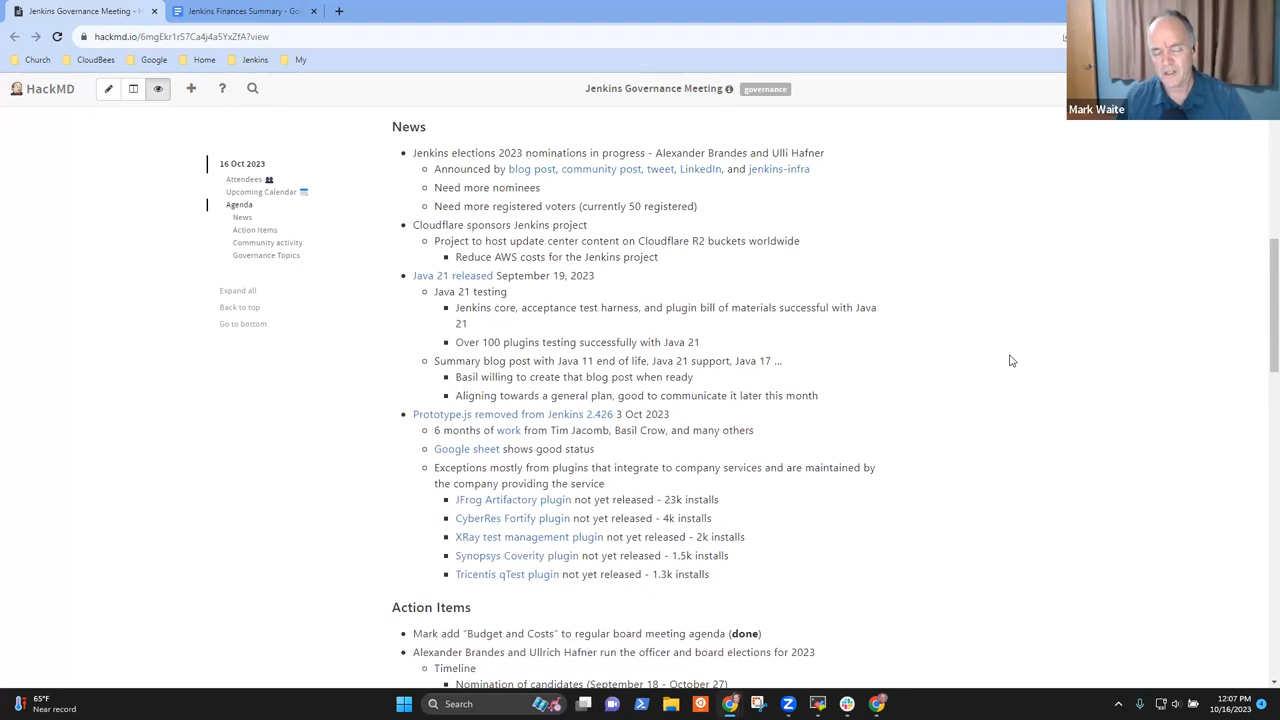 Jenkins Governance Meeting - H
Jenkins Finances Summary - Go
hackmd.io/6mgEkr1rS7Ca4j4a5YxZfA?view
Church
CloudBees
Google
Home
Jenkins
My
HackMD
Jenkins Governance Meeting
governance
Mark Waite
16 Oct 2023
Attendees
Upcoming Calendar
Agenda
News
Action Items
Community activity
Governance Topics
Expand all
Back to top
Go to bottom
News
Jenkins elections 2023 nominations in progress - Alexander Brandes and Ulli Hafner
Announced by blog post, community post, tweet, LinkedIn, and jenkins-infra
Need more nominees
Need more registered voters (currently 50 registered)
Cloudflare sponsors Jenkins project
Project to host update center content on Cloudflare R2 buckets worldwide
Reduce AWS costs for the Jenkins project
Java 21 released September 19, 2023
Java 21 testing
Jenkins core, acceptance test harness, and plugin bill of materials successful with Java
21
Over 100 plugins testing successfully with Java 21
Summary blog post with Java 11 end of life, Java 21 support, Java 17 ...
Basil willing to create that blog post when ready
Aligning towards a general plan, good to communicate it later this month
Prototype.js removed from Jenkins 2.426 3 Oct 2023
6 months of work from Tim Jacomb, Basil Crow, and many others
Google sheet shows good status
Exceptions mostly from plugins that integrate to company services and are maintained by
the company providing the service
JFrog Artifactory plugin not yet released - 23k installs
CyberRes Fortify plugin not yet released - 4k installs
XRay test management plugin not yet released - 2k installs
Synopsys Coverity plugin not yet released - 1.5k installs
Tricentis qTest plugin not yet released - 1.3k installs
Action Items
Mark add "Budget and Costs" to regular board meeting agenda (done)
Alexander Brandes and Ullrich Hafner run the officer and board elections for 2023
Timeline
Nomination of candidates (September 18 - October 27)
65°F
Near record
Search
12:07 PM
10/16/2023